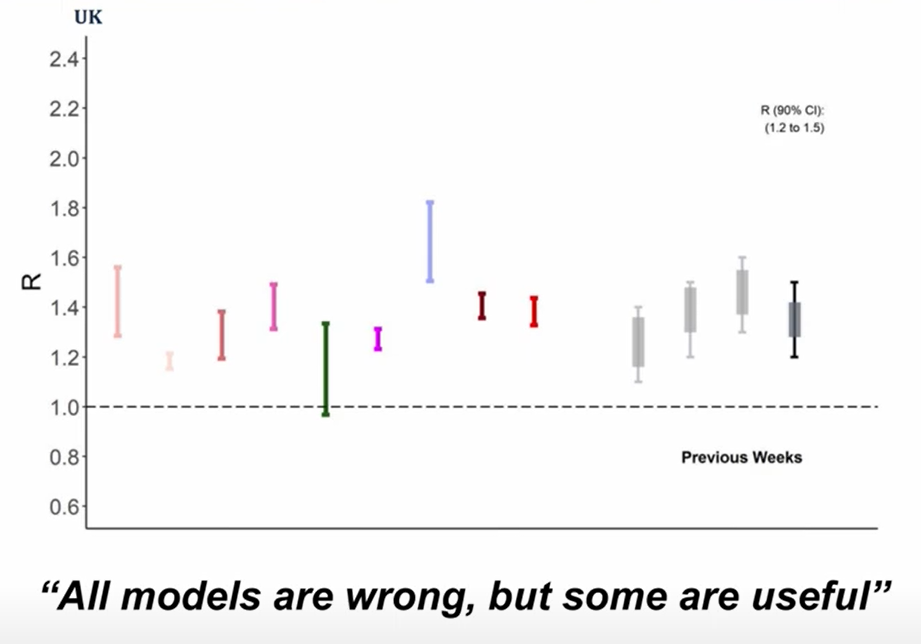 UK
2.4
2.2
2.0
1.8
1.6
1.4
1.2
1.0
0.8
0.6
R
R (90% CI):
(1.2 to 1.5)
Previous Weeks
“All models are wrong, but some are useful”